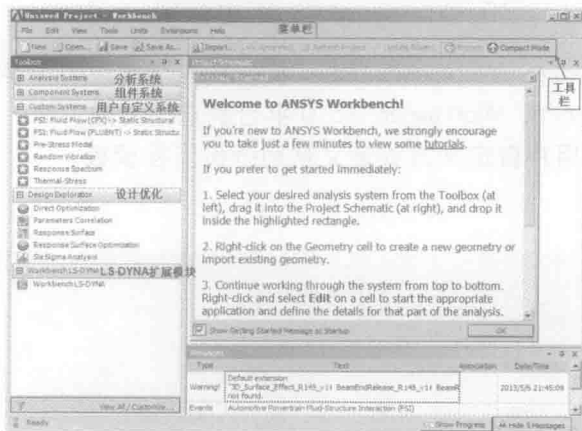 Unsaved Project - Workbench
File Edit View Tools Units Extensions Help 菜单栏
New Open... Save Save As... Import... Compact Mode
工具栏
Toolbox
Project Schematic
Analysis Systems 分析系统
Component Systems 组件系统
Custom Systems 用户自定义系统
FSI: Fluid Flow (CFX) -> Static Structural
FSI: Fluid Flow (FLUENT) -> Static Structu
Pre-Stress Modal
Random Vibration
Response Spectrum
Thermal-Stress
Design Exploration 设计优化
Direct Optimization
Parameters Correlation
Response Surface
Response Surface Optimization
Six Sigma Analysis
Workbench LS-DYNA LS-DYNA扩展模块
Workbench LS-DYNA
View All / Customize...
Getting Started
Welcome to ANSYS Workbench!
If you're new to ANSYS Workbench, we strongly encourage
you to take just a few minutes to view some tutorials.
If you prefer to get started immediately:
1. Select your desired analysis system from the Toolbox (at
left), drag it into the Project Schematic (at right), and drop it
inside the highlighted rectangle.
2. Right-click on the Geometry cell to create a new geometry or
import existing geometry.
3. Continue working through the system from top to bottom.
Right-click and select Edit on a cell to start the appropriate
application and define the details for that part of the analysis.
Show Getting Started Message at Startup
OK
Messages
Type Text Association Date/Time
Warning!
Default extension
"3D_Surface_Effect_R145_v1! BeamEndRelease_R145_v1! BeamR
not found.
2013/5/6 21:45:09
Events Automotive Powertrain Fluid-Structure Interaction (FSI)
Ready
Show Progress Hide 5 Messages